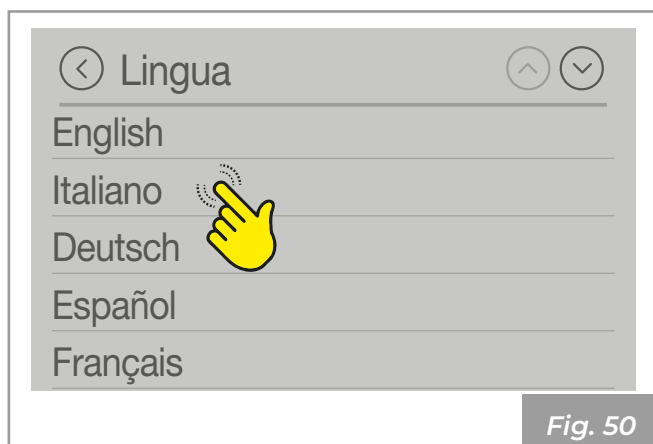 Lingua
English
Italiano
Deutsch
Español
Français
Fig. 50